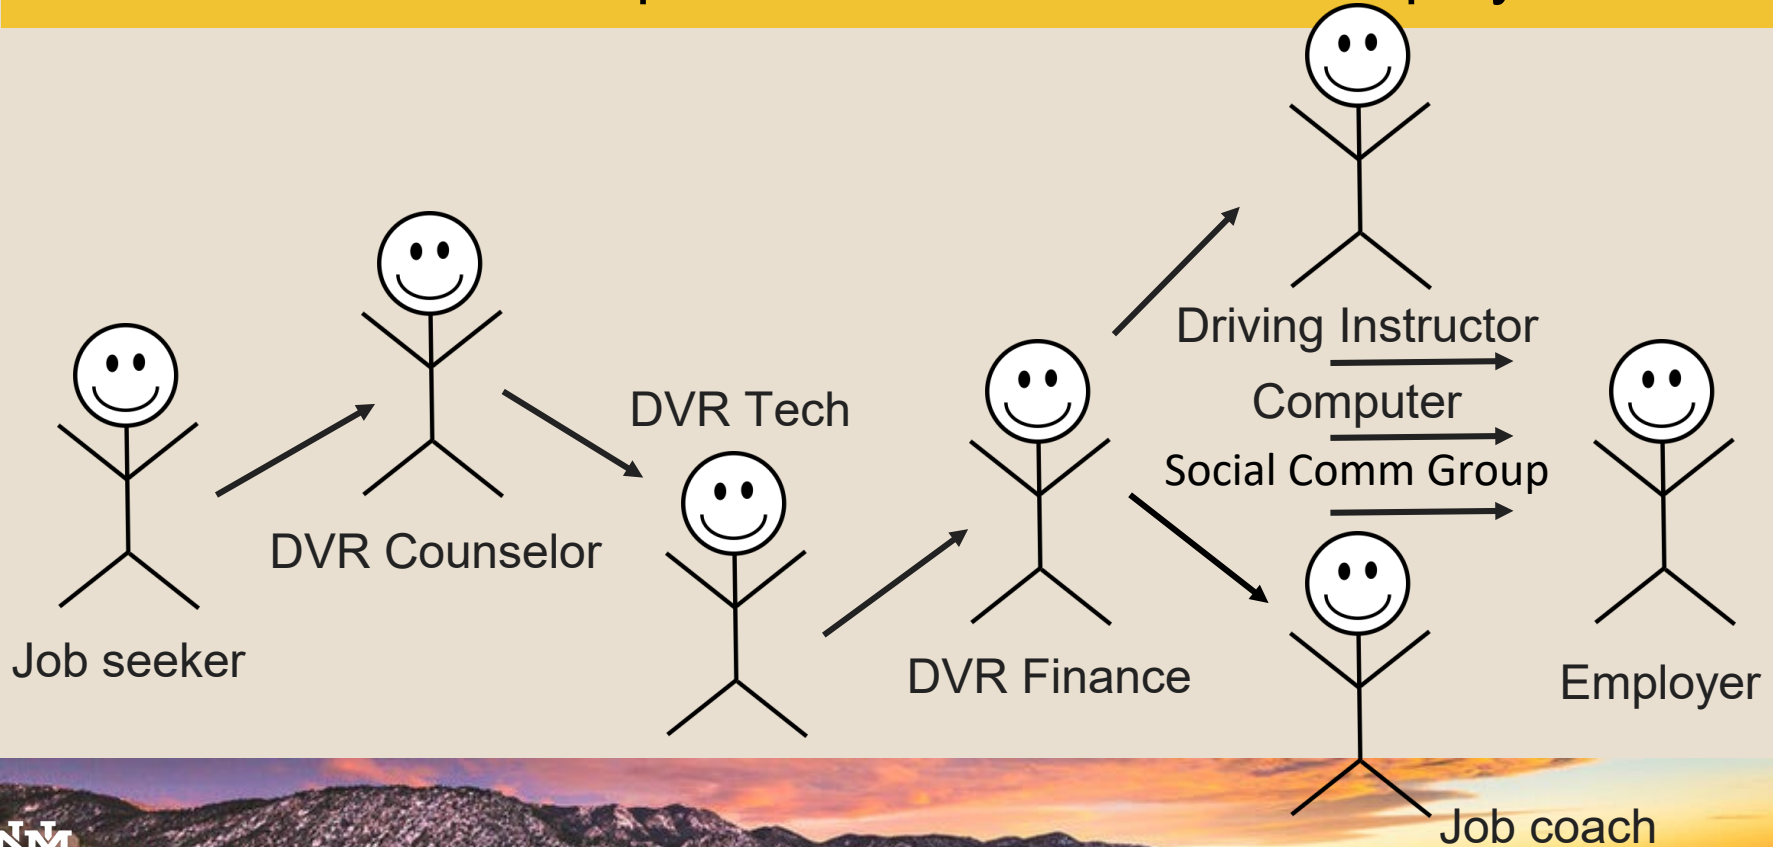 Driving Instructor
Computer
DVR Tech
Social Comm Group
DVR Counselor
Job seeker
DVR Finance
Employer
Job coach